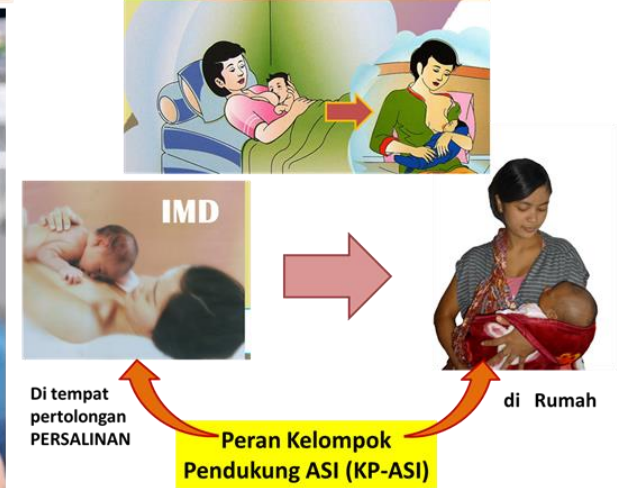 IMD
Di tempat
pertolongan
PERSALINAN
di Rumah
Peran Kelompok
Pendukung ASI (KP-ASI)